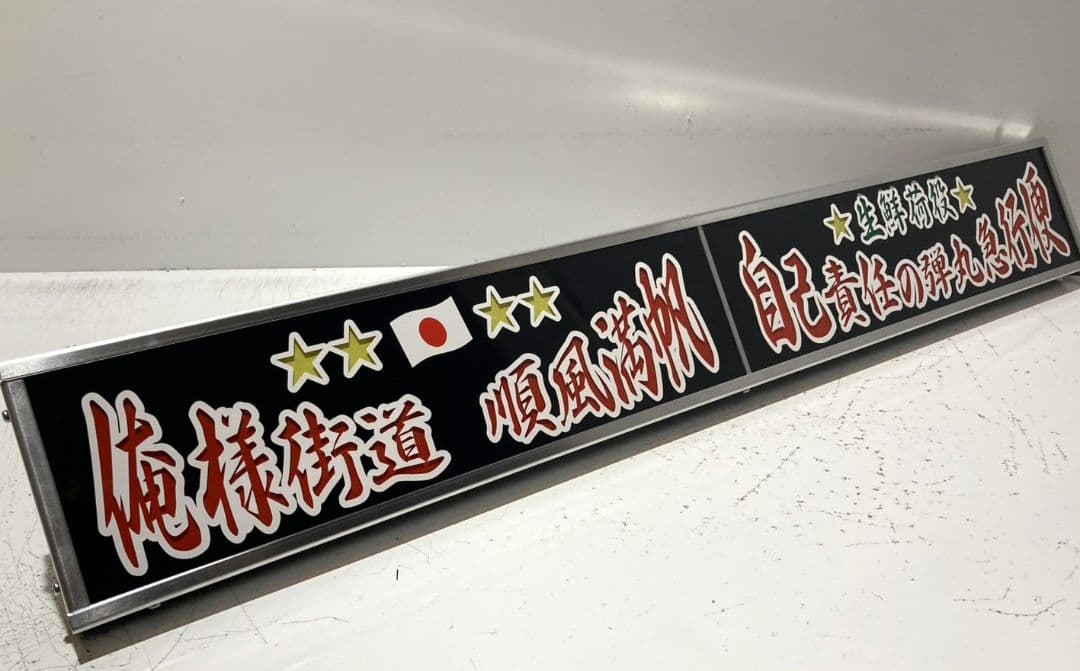 俺様街道 順風満帆
★生鮮荷役★
自己責任の弾丸急行便